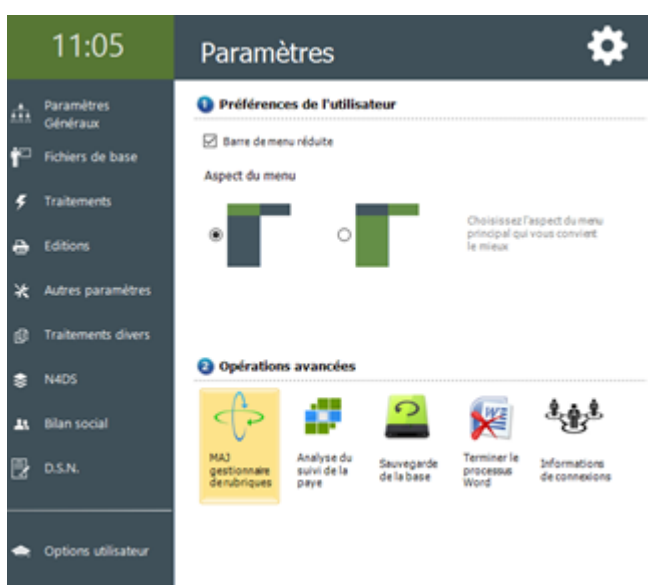 11:05
Paramètres
Paramètres
Généraux
Fichiers de base
Traitements
Editions
Autres paramètres
Traitements divers
N4DS
Bilan social
D.S.N.
Options utilisateur
1 Préférences de l'utilisateur
Barre de menu réduite
Aspect du menu
Choisissez l'aspect du menu
principal qui vous convient
le mieux
2 Opérations avancées
MAJ
gestionnaire
de rubriques
Analyse du
suivi de la
paye
Sauvegarde
de la base
W
Terminer le
processus
Word
Informations
de connexions